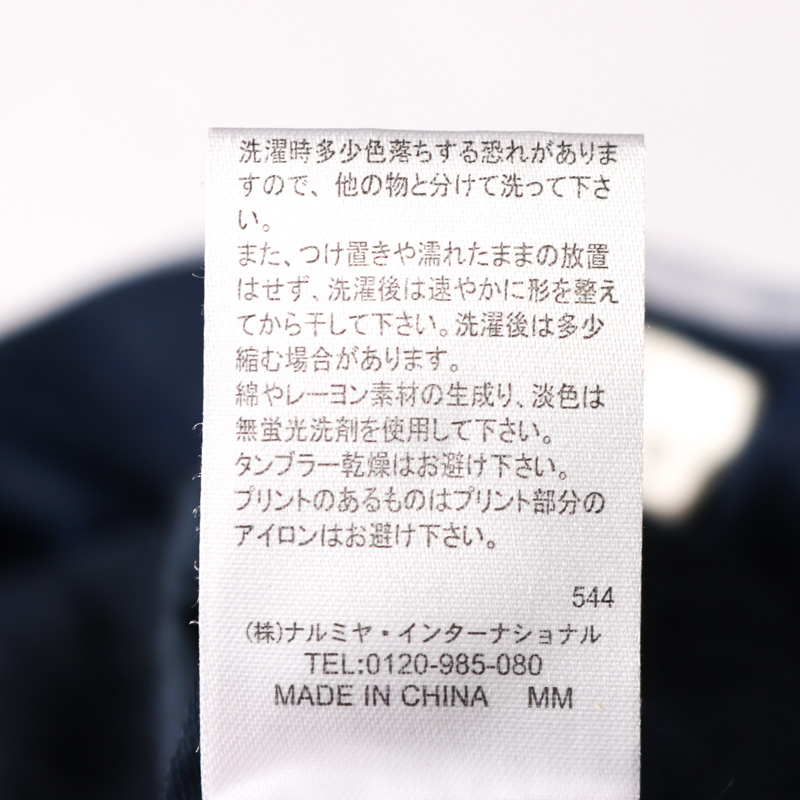 洗濯時多少色落ちする恐れがありま
すので、他の物と分けて洗って下さ
い。
また、つけ置きや濡れたままの放置
はせず、洗濯後は速やかに形を整え
てから干して下さい。洗濯後は多少
縮む場合があります。
綿やレーヨン素材の生成り、淡色は
無蛍光洗剤を使用して下さい。
タンブラー乾燥はお避け下さい。
プリントのあるものはプリント部分の
アイロンはお避け下さい。
544
(株)ナルミヤ・インターナショナル
TEL:0120-985-080
MADE IN CHINA MM